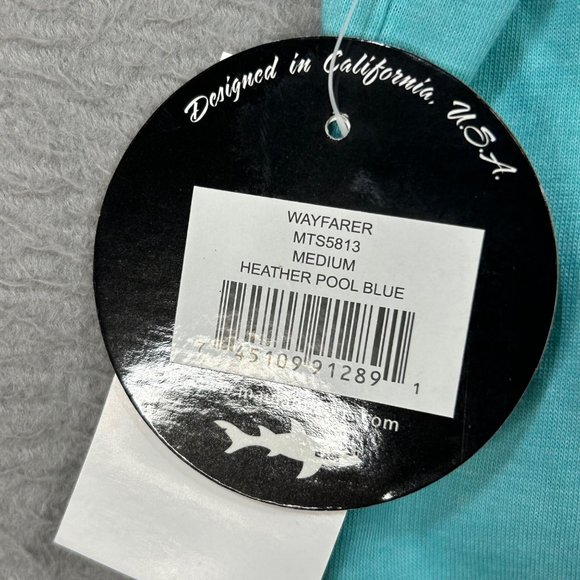 Designed in California, U.S.A.
WAYFARER
MTS5813
MEDIUM
HEATHER POOL BLUE
7 45109 91289 1